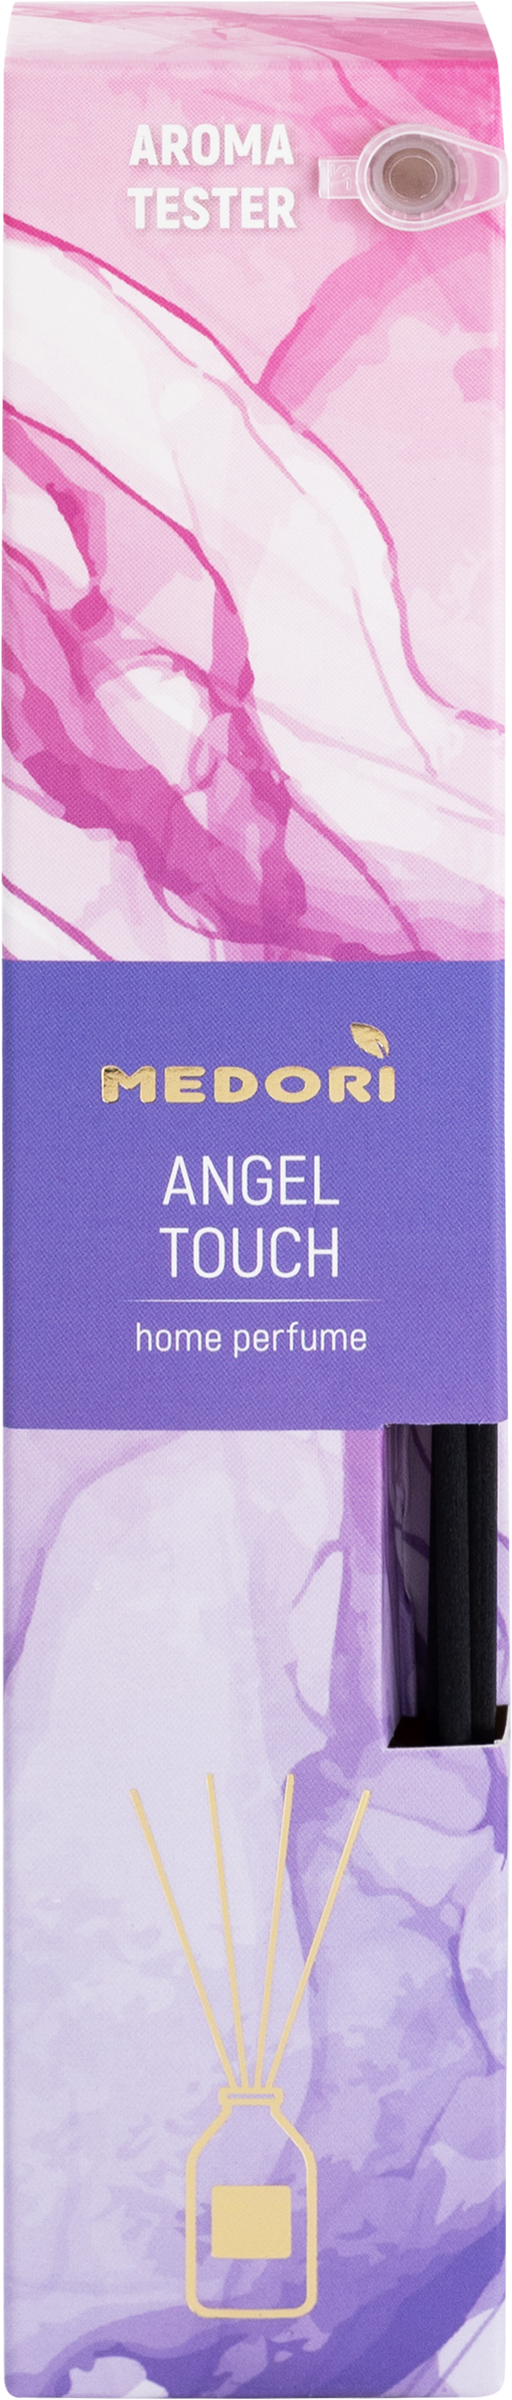 AROMA
TESTER
MEDORI
ANGEL
TOUCH
home perfume